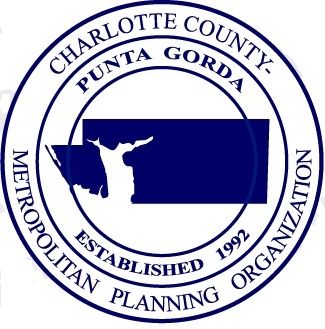 CHARLOTTE COUNTY-
PUNTA GORDA
METROPOLITAN PLANNING ORGANIZATION
ESTABLISHED 1992